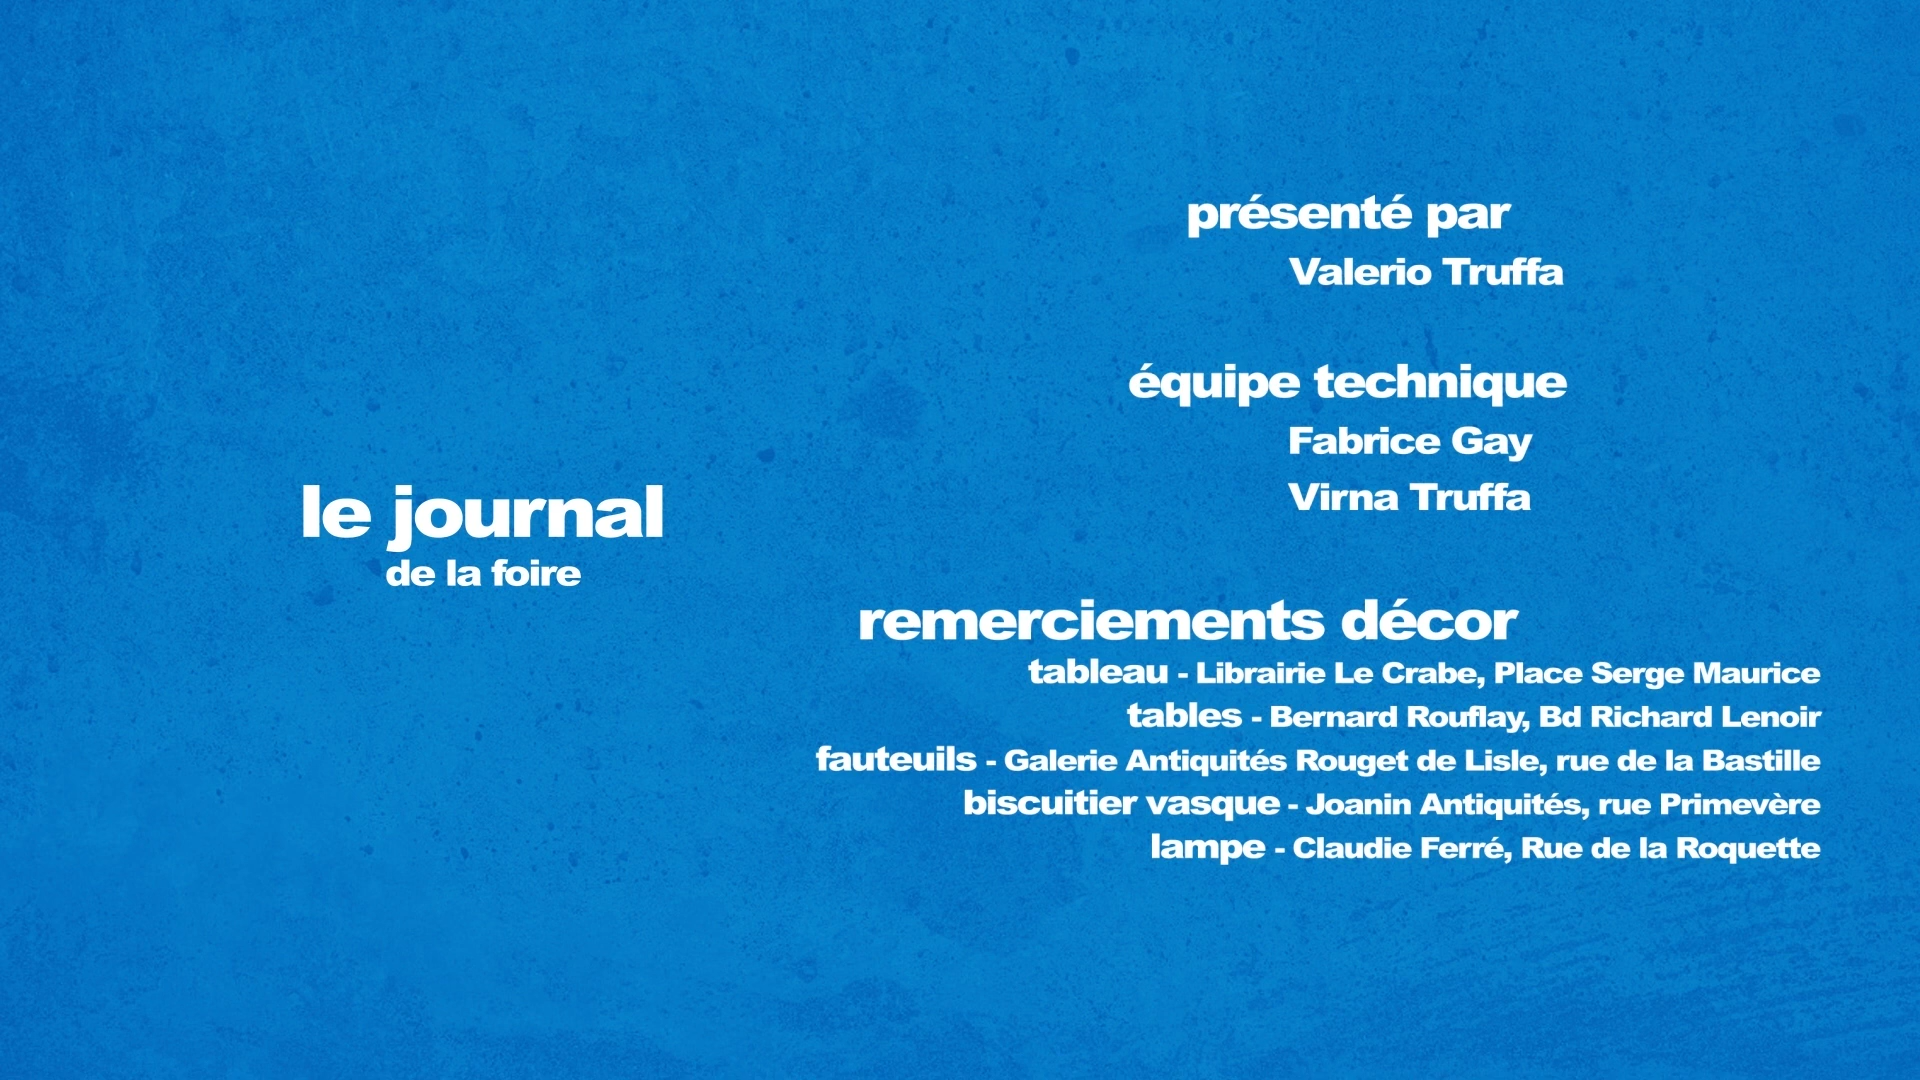 le journal
de la foire
présenté par
Valerio Truffa
équipe technique
Fabrice Gay
Virna Truffa
remerciements décor
tableau - Librairie Le Crabe, Place Serge Maurice
tables - Bernard Rouflay, Bd Richard Lenoir
fauteuils - Galerie Antiquités Rouget de Lisle, rue de la Bastille
biscuitier vasque - Joanin Antiquités, rue Primevère
lampe - Claudie Ferré, Rue de la Roquette